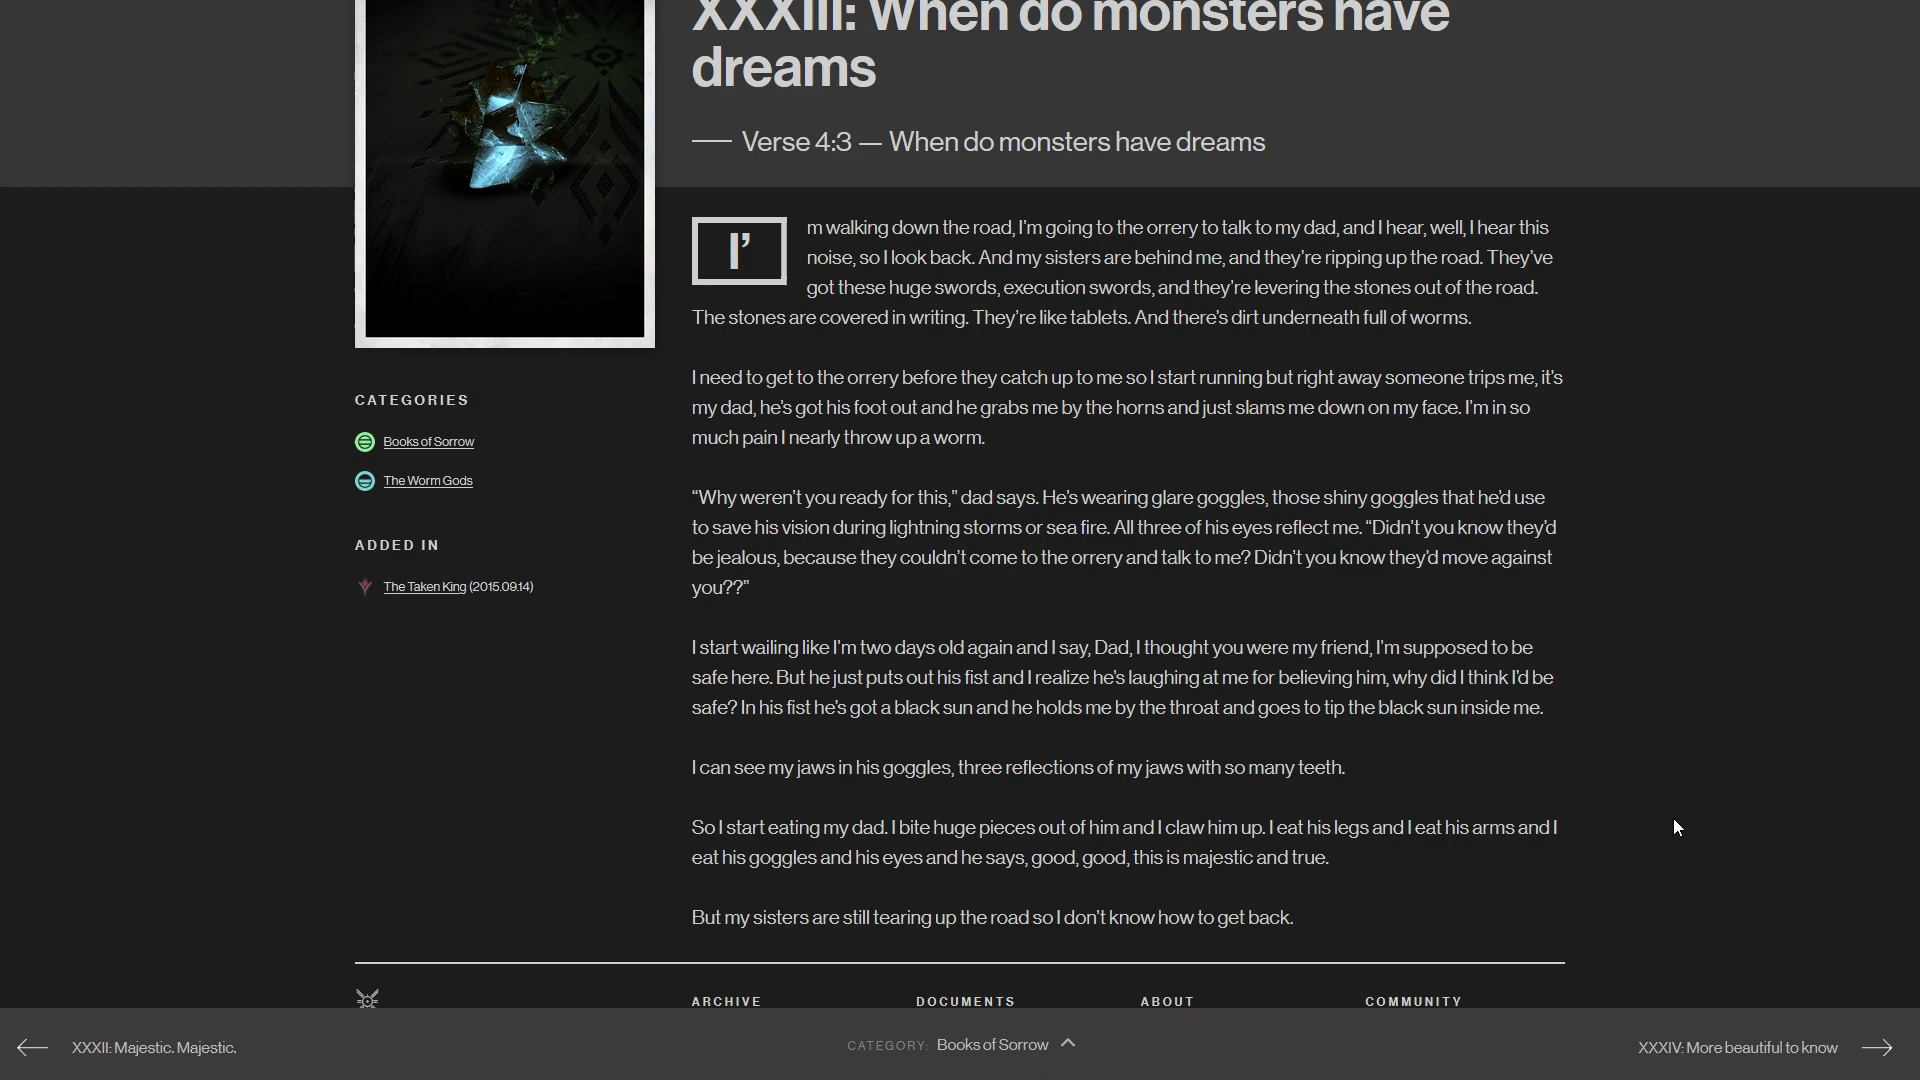 XXXIII: When do monsters have
dreams
Verse 4:3 — When do monsters have dreams
I’
m walking down the road, I’m going to the orrery to talk to my dad, and I hear, well, I hear this
noise, so I look back. And my sisters are behind me, and they’re ripping up the road. They’ve
got these huge swords, execution swords, and they’re levering the stones out of the road.
The stones are covered in writing. They’re like tablets. And there’s dirt underneath full of worms.
I need to get to the orrery before they catch up to me so I start running but right away someone trips me, it’s
my dad, he’s got his foot out and he grabs me by the horns and just slams me down on my face. I’m in so
much pain I nearly throw up a worm.
“Why weren’t you ready for this,” dad says. He’s wearing glare goggles, those shiny goggles that he’d use
to save his vision during lightning storms or sea fire. All three of his eyes reflect me. “Didn’t you know they’d
be jealous, because they couldn’t come to the orrery and talk to me? Didn’t you know they’d move against
you??”
I start wailing like I'm two days old again and I say, Dad, I thought you were my friend, I’m supposed to be
safe here. But he just puts out his fist and I realize he’s laughing at me for believing him, why did I think I’d be
safe? In his fist he’s got a black sun and he holds me by the throat and goes to tip the black sun inside me.
I can see my jaws in his goggles, three reflections of my jaws with so many teeth.
So I start eating my dad. I bite huge pieces out of him and I claw him up. I eat his legs and I eat his arms and I
eat his goggles and his eyes and he says, good, good, this is majestic and true.
But my sisters are still tearing up the road so I don’t know how to get back.
CATEGORIES
Books of Sorrow
The Worm Gods
ADDED IN
The Taken King (2015.09.14)
ARCHIVE
DOCUMENTS
ABOUT
COMMUNITY
XXXII: Majestic. Majestic.
CATEGORY: Books of Sorrow
XXXIV: More beautiful to know